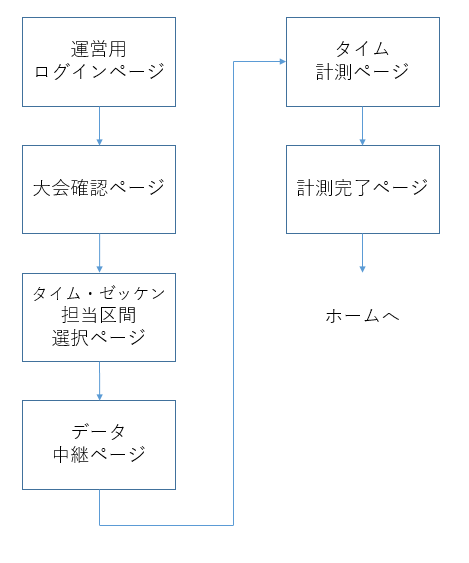 運営用
ログインページ
大会確認ページ
タイム・ゼッケン
担当区間
選択ページ
データ
中継ページ
タイム
計測ページ
計測完了ページ
ホームへ